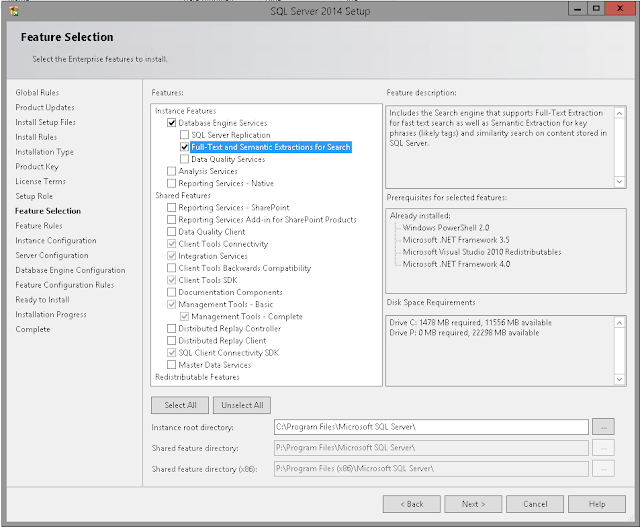 SQL Server 2014 Setup
Feature Selection
Select the Enterprise features to install.
Global Rules
Product Updates
Install Setup Files
Install Rules
Installation Type
Product Key
License Terms
Setup Role
Feature Selection
Feature Rules
Instance Configuration
Server Configuration
Database Engine Configuration
Feature Configuration Rules
Ready to Install
Installation Progress
Complete
Features:
Instance Features
Database Engine Services
SQL Server Replication
Full-Text and Semantic Extractions for Search
Data Quality Services
Analysis Services
Reporting Services - Native
Shared Features
Reporting Services - SharePoint
Reporting Services Add-in for SharePoint Products
Data Quality Client
Client Tools Connectivity
Integration Services
Client Tools Backwards Compatibility
Client Tools SDK
Documentation Components
Management Tools - Basic
Management Tools - Complete
Distributed Replay Controller
Distributed Replay Client
SQL Client Connectivity SDK
Master Data Services
Redistributable Features
Feature description:
Includes the Search engine that supports Full-Text Extraction
for fast text search as well as Semantic Extraction for key
phrases (likely tags) and similarity search on content stored in
SQL Server.
Prerequisites for selected features:
Already installed:
Windows PowerShell 2.0
Microsoft .NET Framework 3.5
Microsoft Visual Studio 2010 Redistributables
Microsoft .NET Framework 4.0
Disk Space Requirements
Drive C: 1478 MB required, 11556 MB available
Drive P: 0 MB required, 22298 MB available
Select All
Unselect All
Instance root directory:
C:\Program Files\Microsoft SQL Server\
...
Shared feature directory:
P:\Program Files\Microsoft SQL Server\
...
Shared feature directory (x86):
P:\Program Files (x86)\Microsoft SQL Server\
...
< Back
Next >
Cancel
Help